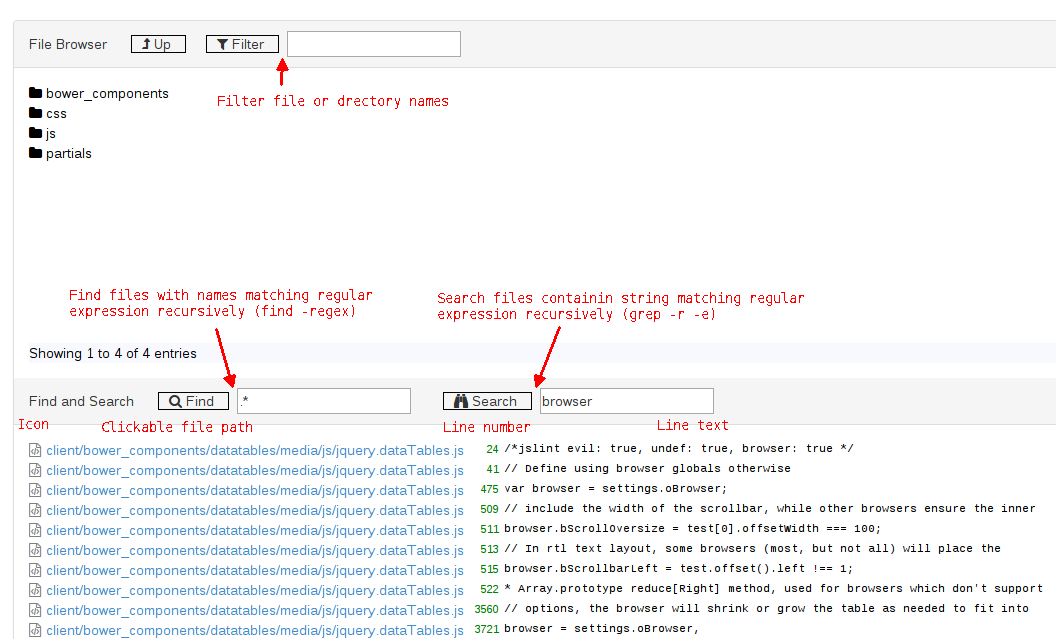 File Browser Up Filter
Filter file or drectory names
bower_components
css
js
partials
Find files with names matching regular
expression recursively (find -regex)
Search files containin string matching regular
expression recursively (grep -r -e)
Showing 1 to 4 of 4 entries
Find and Search Find .* Search browser
Icon Clickable file path Line number Line text
client/bower_components/datatables/media/js/jquery.dataTables.js 24 /*jslint evil: true, undef: true, browser: true */
client/bower_components/datatables/media/js/jquery.dataTables.js 41 // Define using browser globals otherwise
client/bower_components/datatables/media/js/jquery.dataTables.js 475 var browser = settings.oBrowser;
client/bower_components/datatables/media/js/jquery.dataTables.js 509 // include the width of the scrollbar, while other browsers ensure the inner
client/bower_components/datatables/media/js/jquery.dataTables.js 511 browser.bScrollOversize = test[0].offsetWidth === 100;
client/bower_components/datatables/media/js/jquery.dataTables.js 513 // In rtl text layout, some browsers (most, but not all) will place the
client/bower_components/datatables/media/js/jquery.dataTables.js 515 browser.bScrollbarLeft = test.offset().left !== 1;
client/bower_components/datatables/media/js/jquery.dataTables.js 522 * Array.prototype reduce[Right] method, used for browsers which don't support
client/bower_components/datatables/media/js/jquery.dataTables.js 3560 // options, the browser will shrink or grow the table as needed to fit into
client/bower_components/datatables/media/js/jquery.dataTables.js 3721 browser = settings.oBrowser,